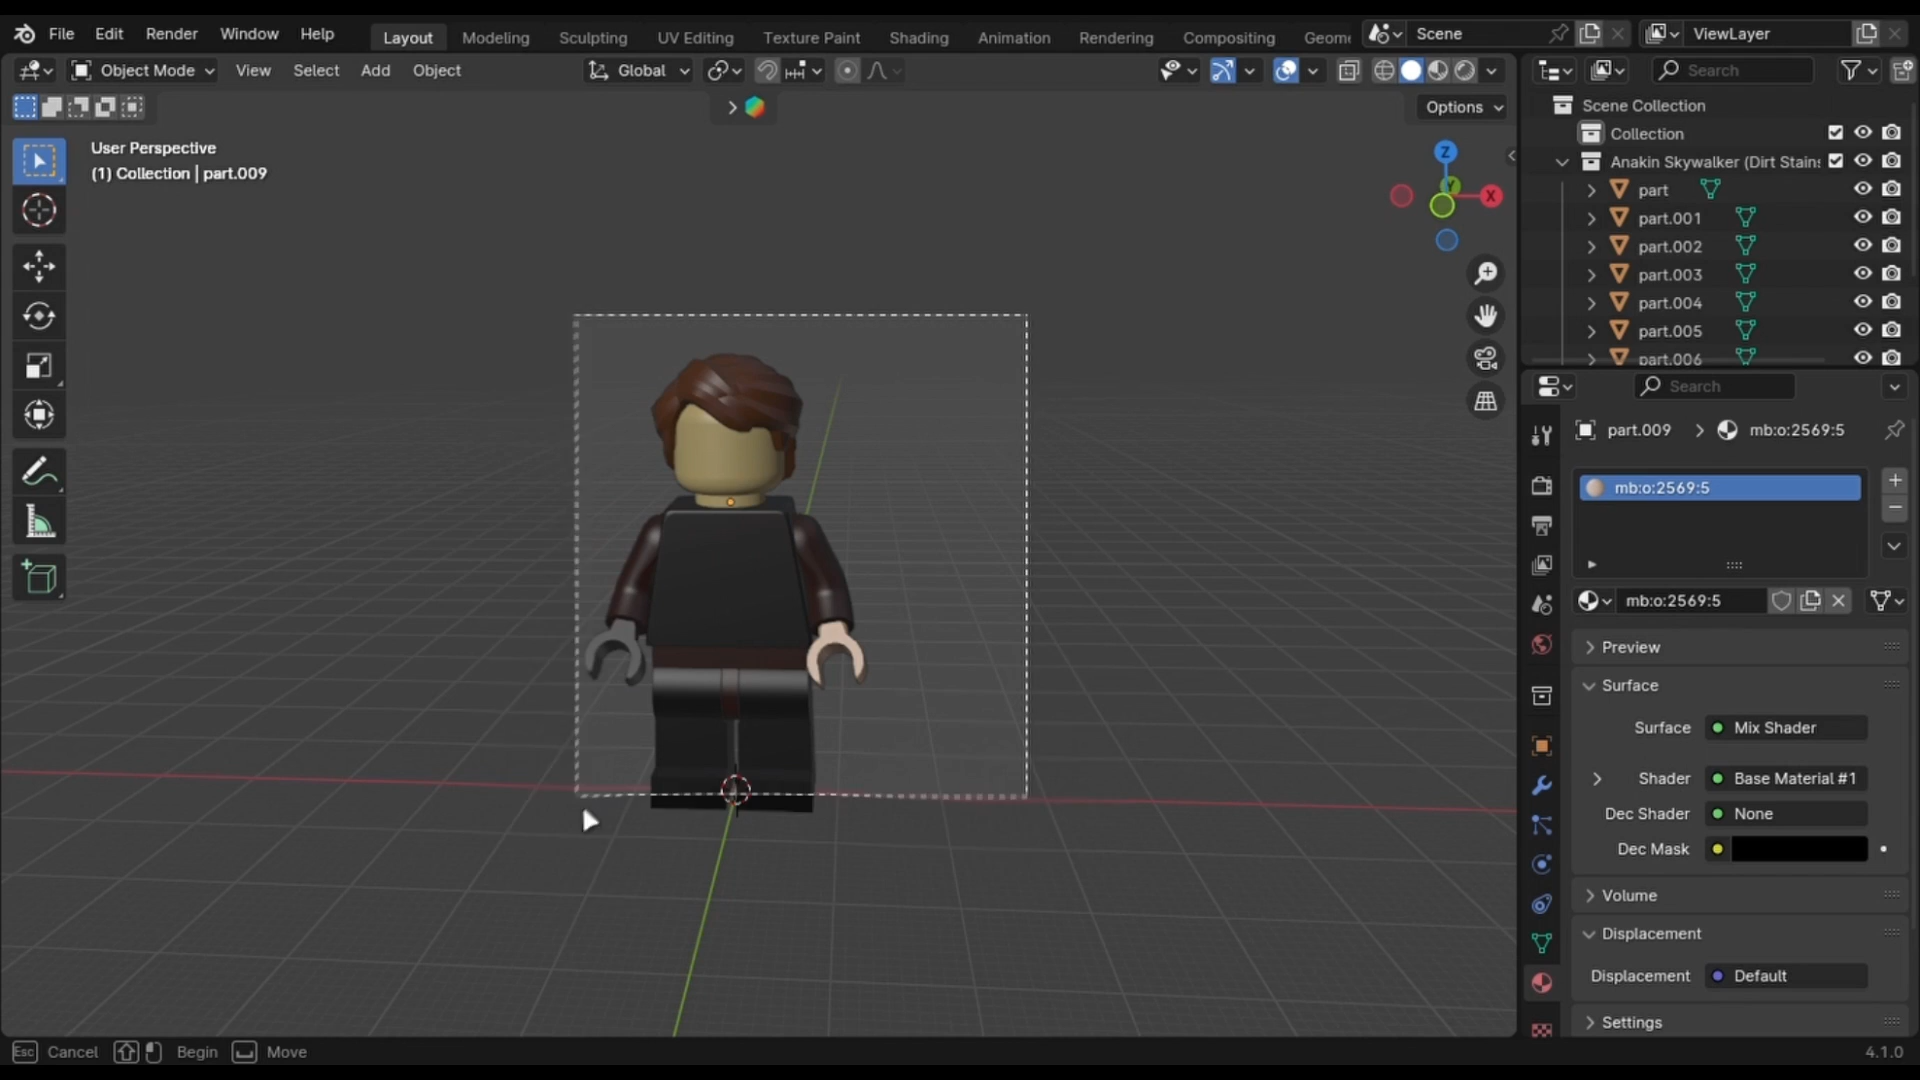 File Edit Render Window Help
Layout Modeling Sculpting UV Editing Texture Paint Shading Animation Rendering Compositing Geome
Scene
ViewLayer
Object Mode View Select Add Object
Global
Search
Options
User Perspective
(1) Collection | part.009
Z
Y
X
Scene Collection
Collection
Anakin Skywalker (Dirt Stains
part
part.001
part.002
part.003
part.004
part.005
part.006
Search
part.009 > mb:o:2569:5
mb:o:2569:5
mb:o:2569:5
Preview
Surface
Surface Mix Shader
Shader Base Material #1
Dec Shader None
Dec Mask
Volume
Displacement
Displacement Default
Settings
Esc Cancel Begin Move
4.1.0